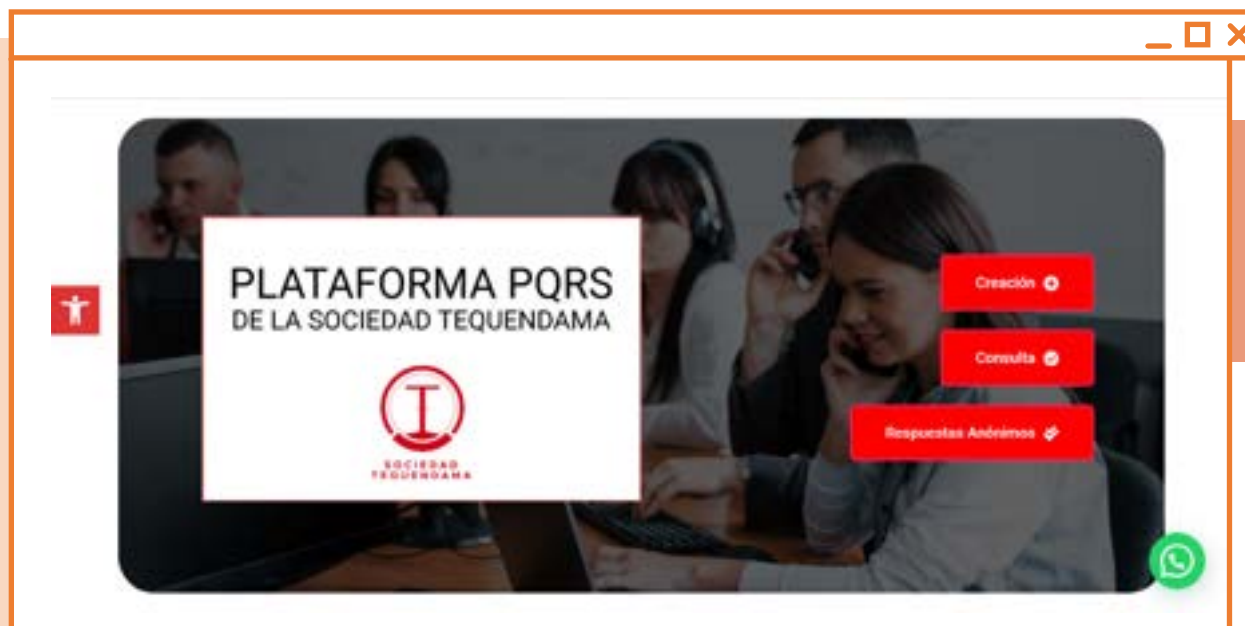 PLATAFORMA PQRS
DE LA SOCIEDAD TEQUENDAMA
SOCIEDAD
TEQUENDAMA
Creación
Consulta
Respuestas Anónimos